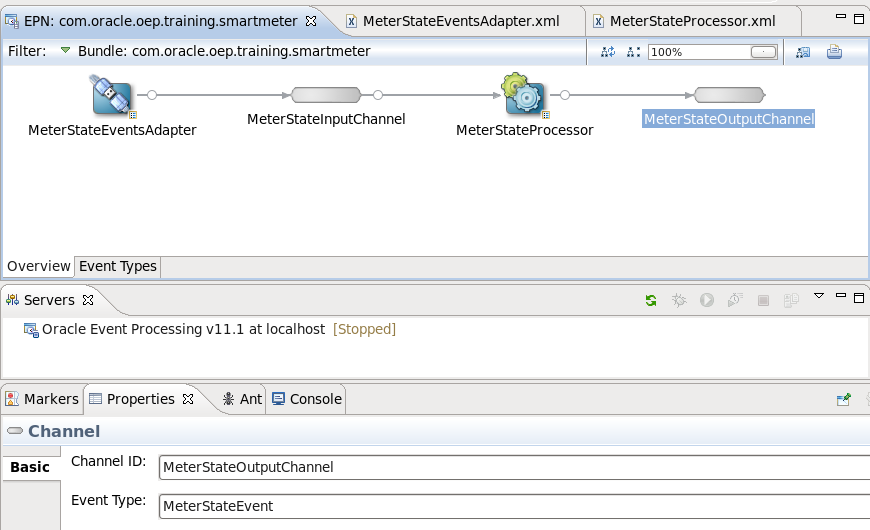 EPN: com.oracle.oep.training.smartmeter MeterStateEventsAdapter.xml MeterStateProcessor.xml
Filter: Bundle: com.oracle.oep.training.smartmeter 100%
MeterStateEventsAdapter MeterStateInputChannel MeterStateProcessor MeterStateOutputChannel
Overview Event Types
Servers
Oracle Event Processing v11.1 at localhost [Stopped]
Markers Properties Ant Console
Channel
Basic Channel ID: MeterStateOutputChannel
Event Type: MeterStateEvent